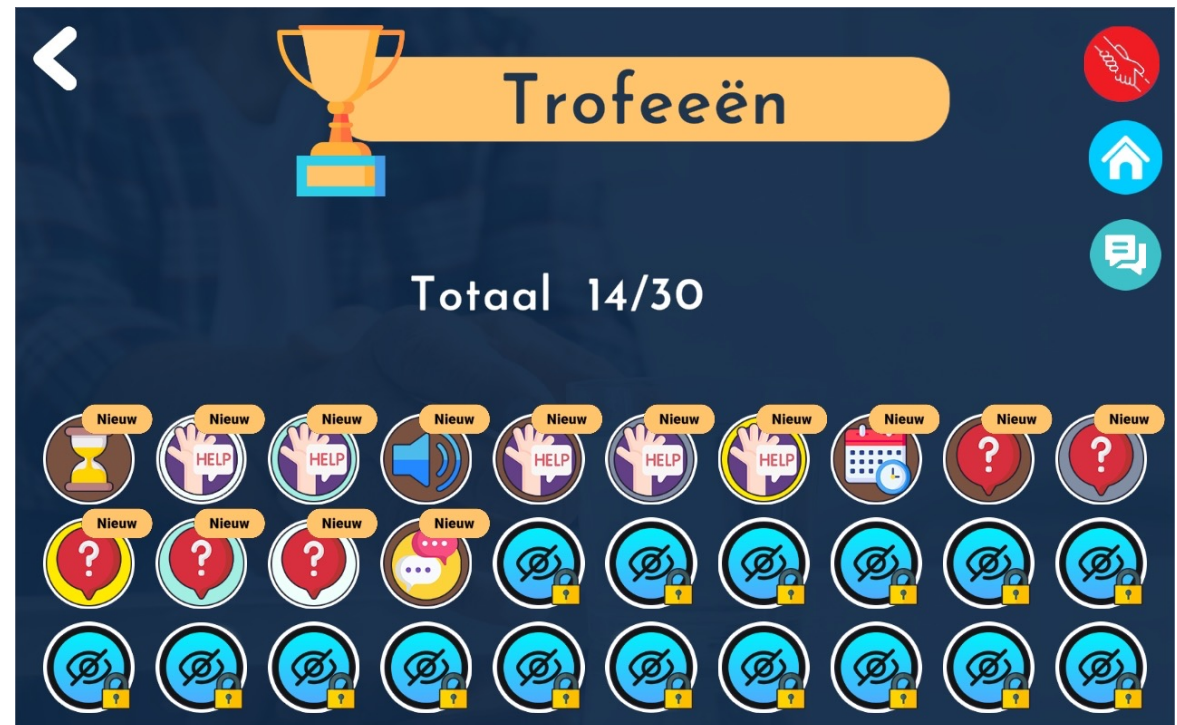 Trofeeën
Totaal 14/30
Nieuw Nieuw Nieuw Nieuw Nieuw Nieuw Nieuw Nieuw Nieuw Nieuw
HELP HELP HELP HELP HELP ? ?
Nieuw Nieuw Nieuw Nieuw
? ? ?